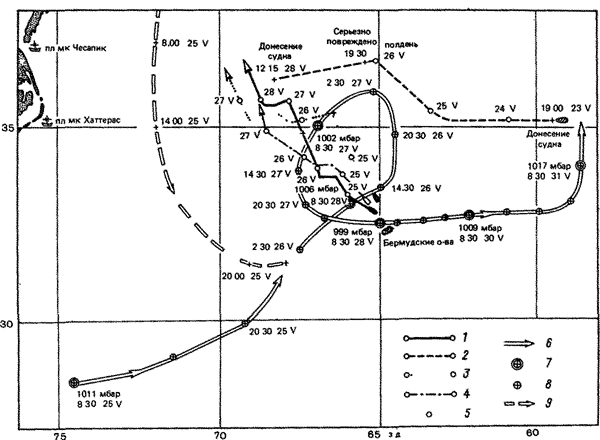 пл мк Чесапик
8.00 25 V
Донесение
судна
12 15 28 V
Серьезно
повреждено
19 30
полдень
26 V
2 30 27 V
28 V
27 V
27 V
26 V
25 V
24 V
19 00 23 V
пл мк Хаттерас
35
14 00 25 V
27 V
1002 мбар
8 30 27 V
20 30 26 V
Донесение
судна
26 V
25 V
14 30 27 V
26 V
25 V
1017 мбар
8 30 31 V
1006 мбар
8 30 28 V
25 V
14.30 26 V
20 30 27 V
999 мбар
8 30 28 V
Бермудские о-ва
1009 мбар
8 30 30 V
2 30 26 V
20 00 25 V
30
20 30 25 V
1 6
2 7
3 8
4 9
5
1011 мбар
8 30 25 V
75 70 65 з д 60